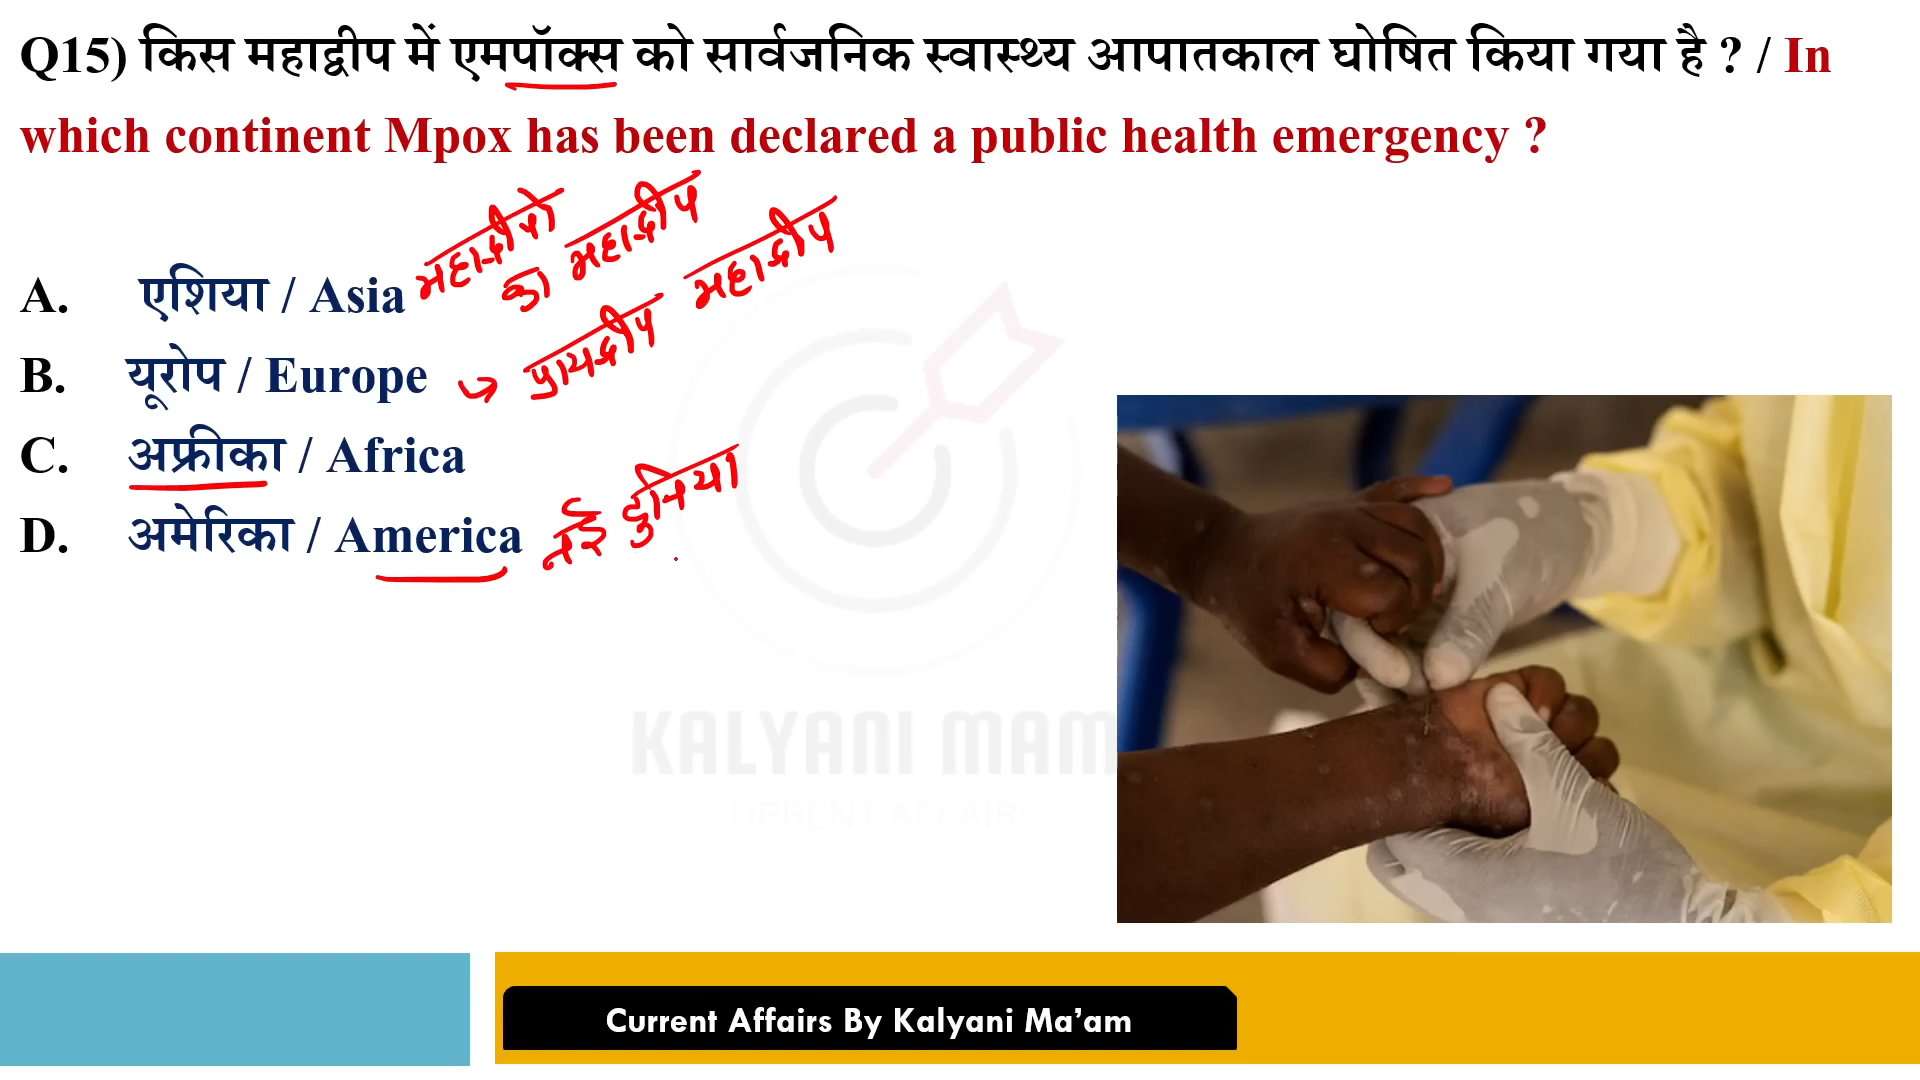 Q15) किस महाद्वीप में एमपॉक्स को सार्वजनिक स्वास्थ्य आपातकाल घोषित किया गया है ? / In
which continent Mpox has been declared a public health emergency ?
A. एशिया / Asia
महाद्वीपो
का महाद्वीप
B. यूरोप / Europe
प्रायद्वीप महाद्वीप
C. अफ्रीका / Africa
D. अमेरिका / America
नई दुनिया
KALYANI MAM
CURRENT AFFAIRS
Current Affairs By Kalyani Ma’am